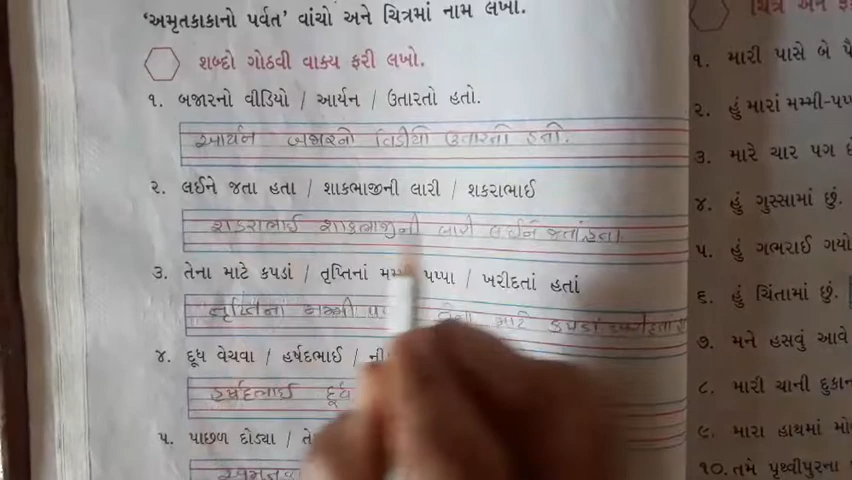 'અમૃતકાકાનો પર્વત' વાંચો અને ચિત્રમાં નામ લખો.
શબ્દો ગોઠવી વાક્ય ફરી લખો.
૧. બજારનો વીડિયો / આર્યન / ઉતારતો હતો.
આર્યન બજારનો વિડીયો ઉતારતો હતો.
૨. લઈને જતા હતા / શાકભાજીની લારી / શકરાભાઈ
શકરાભાઈ શાકભાજીની લારી લઈને જતાં હતા.
૩. તેના માટે કપડાં / તૃપ્તિનાં મમ્મી પપ્પા / ખરીદતાં હતાં
તૃપ્તિનાં મમ્મી તેના માટે કપડાં
૪. દૂધ વેચવા / હર્ષદભાઈ /
હર્ષદભાઈ દૂધ
૫. પાછળ દોડ્યા /
ચિત્ર અને
૧. મારી પાસે બે
૨. હું મારાં મમ્મી-પપ્
૩. મારે ચાર પગ
૪. હું ગુસ્સામાં છું.
૫. હું ગભરાઈ ગયો
૬. હું ચિંતામાં છું.
૭. મને હસવું આવે
૮. મારી ચાની દુકાન
૯. મારા હાથમાં
૧૦. તમે પૃથ્વીપુરના